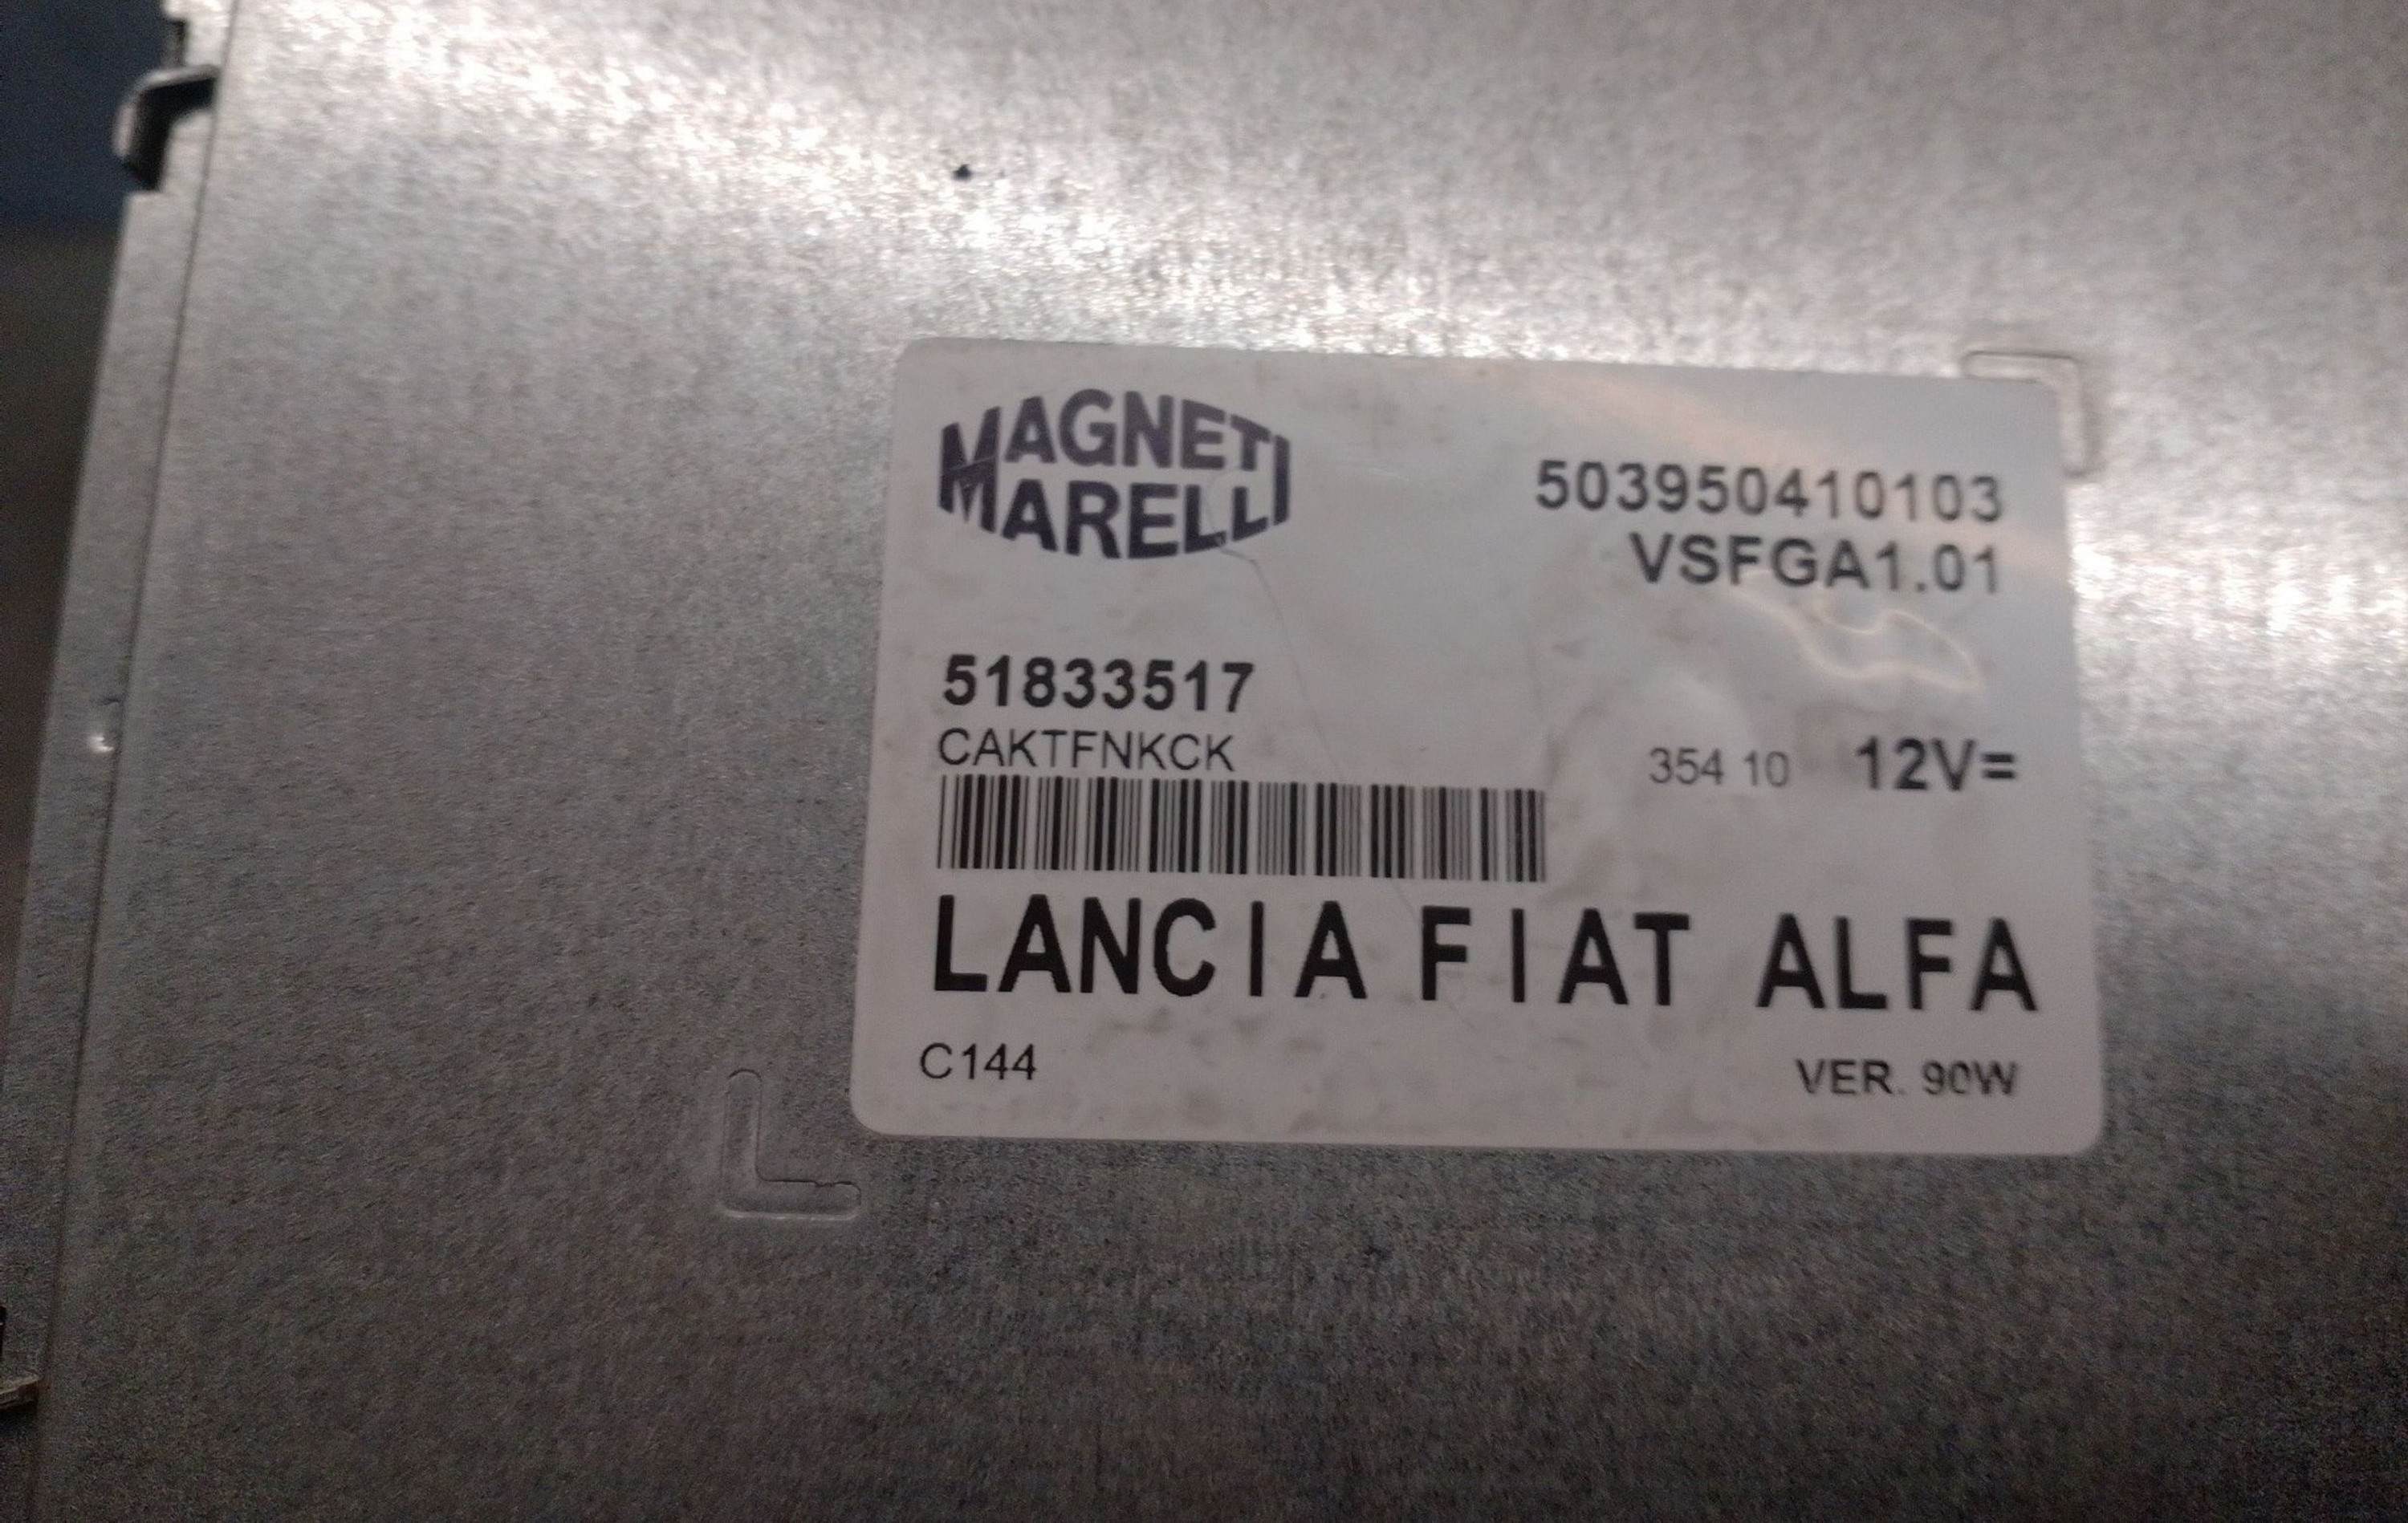 MAGNETI
MARELLI
503950410103
VSFGA1.01
51833517
CAKTFNKCK
354 10 12V=
LANCIA FIAT ALFA
C144 VER. 90W